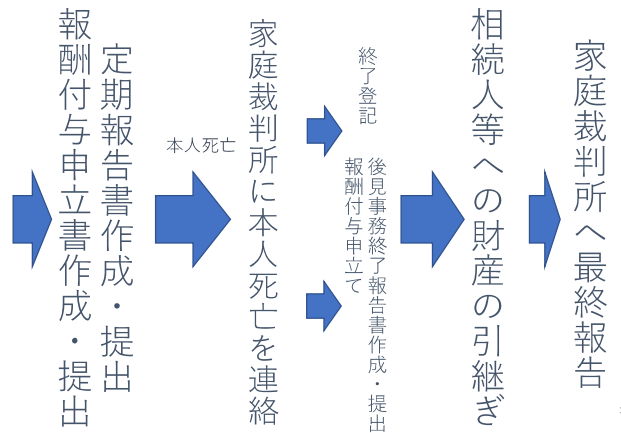 定期報告書作成・提出
報酬付与申立書作成・提出
本人死亡
家庭裁判所に本人死亡を連絡
終了登記
後見事務終了報告書作成・提出
報酬付与申立て
相続人等への財産の引継ぎ
家庭裁判所へ最終報告